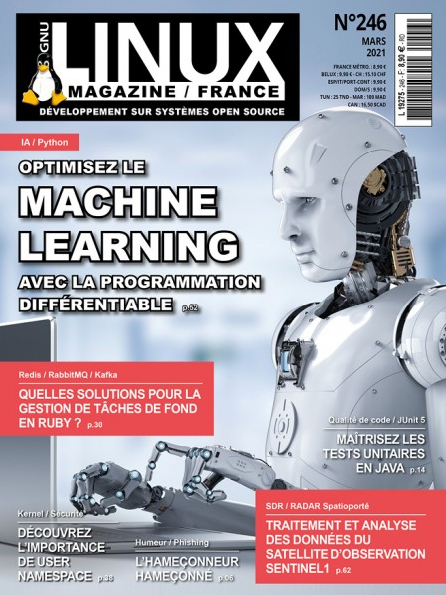 GNU
LINUX
MAGAZINE / FRANCE
DÉVELOPPEMENT SUR SYSTÈMES OPEN SOURCE
N°246
MARS
2021
FRANCE MÉTRO. : 8,90 €
BELUX : 9,90 € - CH : 15,10 CHF
ESP/IT/PORT-CONT : 9,90 €
DOM/S : 9,90 €
TUN : 25 TND - MAR : 100 MAD
CAN : 16,50 $CAD
L 19275 - 246 - F: 8,90 € - RD
IA / Python
OPTIMISEZ LE
MACHINE
LEARNING
AVEC LA PROGRAMMATION
DIFFÉRENTIABLE p.52
Redis / RabbitMQ / Kafka
QUELLES SOLUTIONS POUR LA
GESTION DE TÂCHES DE FOND
EN RUBY ? p.30
Qualité de code / JUnit 5
MAÎTRISEZ LES
TESTS UNITAIRES
EN JAVA p.14
Kernel / Sécurité
DÉCOUVREZ
L'IMPORTANCE
DE USER
NAMESPACE p.38
Humeur / Phishing
L'HAMEÇONNEUR
HAMEÇONNÉ p.06
SDR / RADAR Spatioporté
TRAITEMENT ET ANALYSE
DES DONNÉES DU
SATELLITE D'OBSERVATION
SENTINEL1 p.62